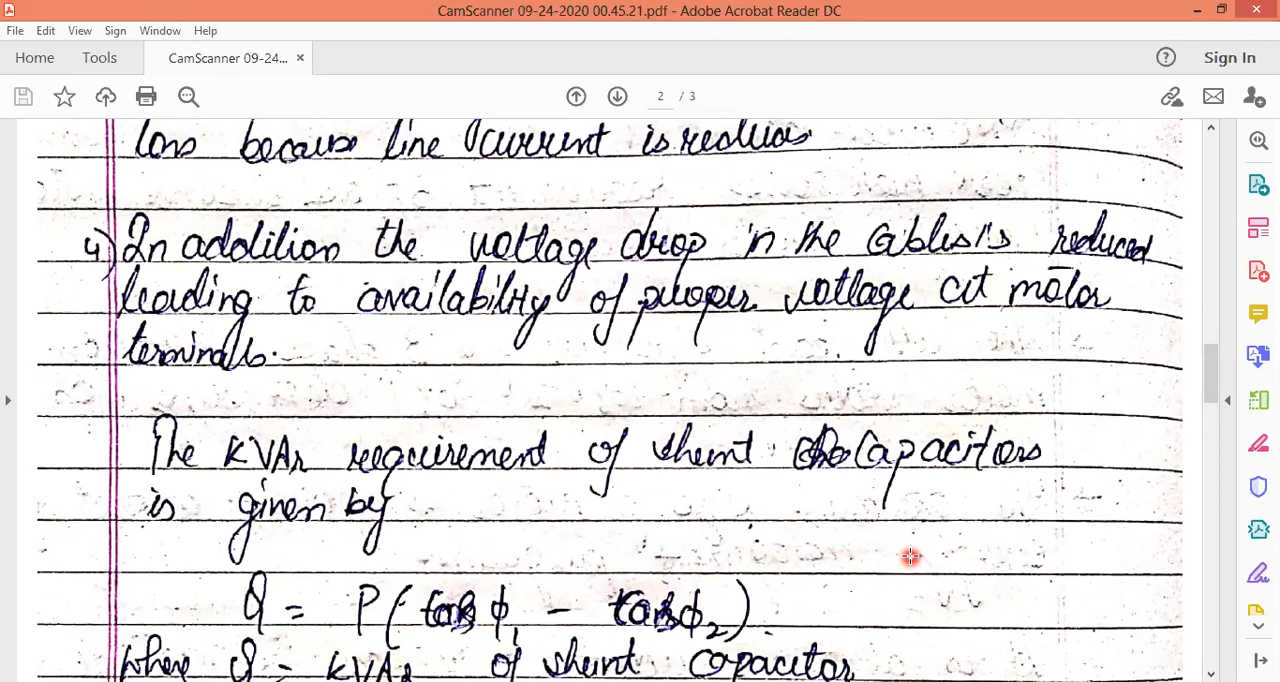 CamScanner 09-24-2020 00.45.21.pdf - Adobe Acrobat Reader DC
File Edit View Sign Window Help
Home Tools CamScanner 09-24... × Sign In
2 / 3
loss because line current is reduces
4) In addition the voltage drop in the cables is reduced
leading to availability of proper voltage at motor
terminals.
The KVAr requirement of shunt Capacitors
is given by
Q = P(tan ϕ₁ - tanϕ₂).
where Q = KVAr of shunt capacitor